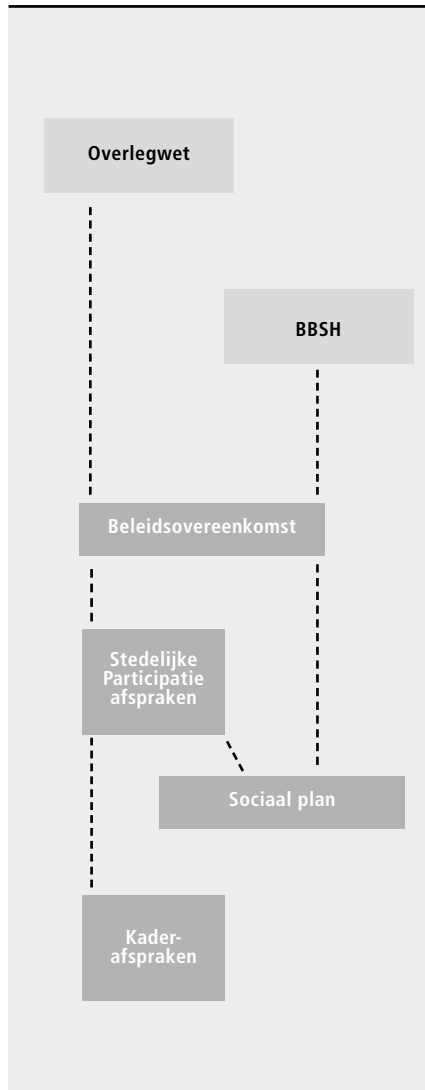 Overlegwet
BBSH
Beleidsovereenkomst
Stedelijke
Participatie
afspraken
Sociaal plan
Kader-
afspraken